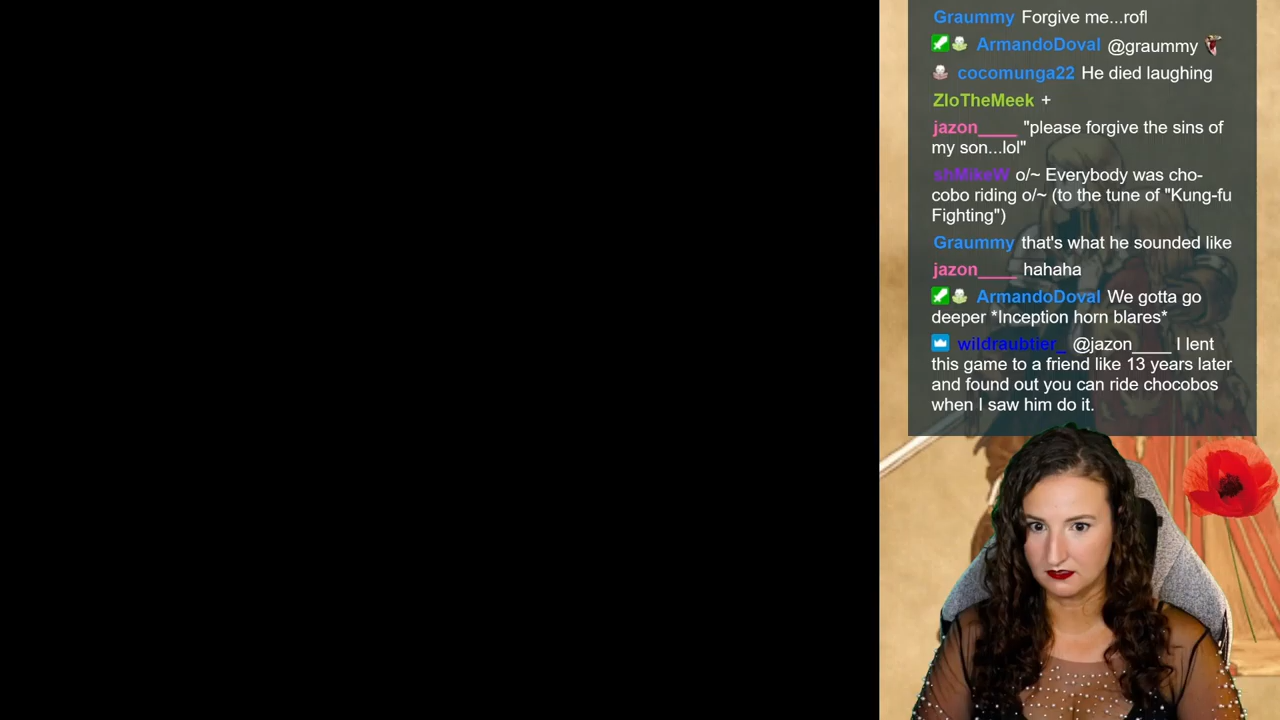 Graummy Forgive me...rofl
ArmandoDoval @graummy
cocomunga22 He died laughing
ZloTheMeek +
jazon____ "please forgive the sins of
my son...lol"
shMikeW o/~ Everybody was cho-
cobo riding o/~ (to the tune of "Kung-fu
Fighting")
Graummy that's what he sounded like
jazon____ hahaha
ArmandoDoval We gotta go
deeper *Inception horn blares*
wildraubtier_ @jazon____ I lent
this game to a friend like 13 years later
and found out you can ride chocobos
when I saw him do it.